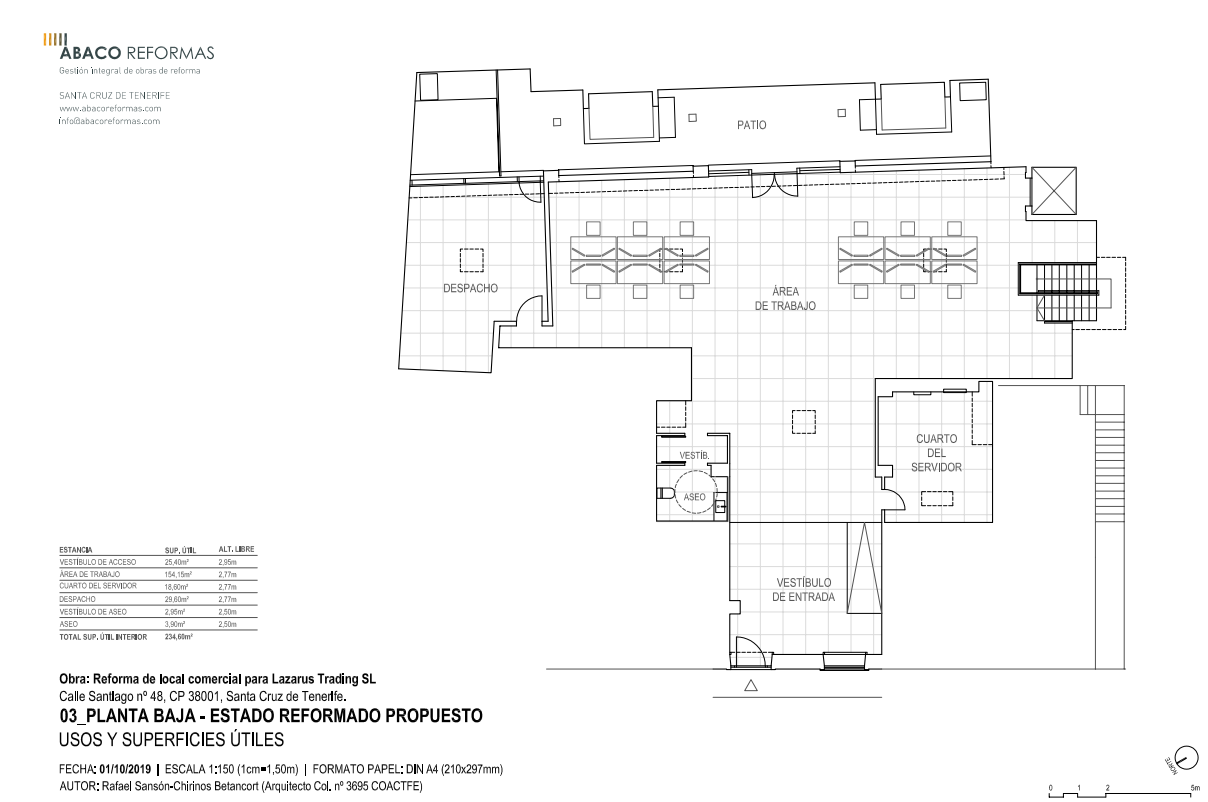 ABACO REFORMAS
Gestión integral de obras de reforma
SANTA CRUZ DE TENERIFE
www.abacoreformas.com
info@abacoreformas.com
PATIO
DESPACHO
ÁREA
DE TRABAJO
CUARTO
DEL
SERVIDOR
VESTÍB.
ASEO
VESTÍBULO
DE ENTRADA
ESTANCIA SUP. ÚTIL ALT. LIBRE
VESTÍBULO DE ACCESO 25,40m² 2,95m
ÁREA DE TRABAJO 154,15m² 2,77m
CUARTO DEL SERVIDOR 18,60m² 2,77m
DESPACHO 29,60m² 2,77m
VESTÍBULO DE ASEO 2,95m² 2,50m
ASEO 3,90m² 2,50m
TOTAL SUP. ÚTIL INTERIOR 234,60m²
Obra: Reforma de local comercial para Lazarus Trading SL
Calle Santiago nº 48, CP 38001, Santa Cruz de Tenerife.
03_PLANTA BAJA - ESTADO REFORMADO PROPUESTO
USOS Y SUPERFICIES ÚTILES
FECHA: 01/10/2019 | ESCALA 1:150 (1cm=1,50m) | FORMATO PAPEL: DIN A4 (210x297mm)
AUTOR: Rafael Sansón-Chirinos Betancort (Arquitecto Col. nº 3695 COACTFE)
NORTE
0 1 2 5m